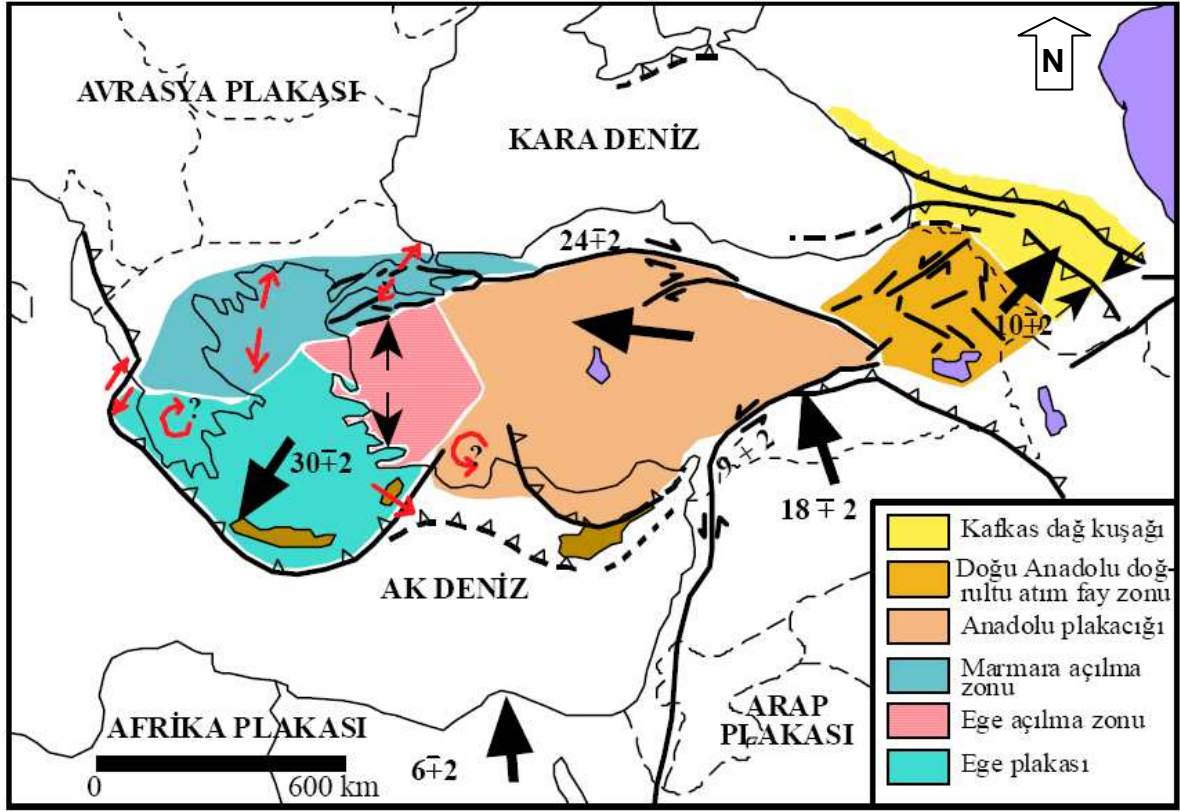 N
AVRASYA PLAKASI
KARA DENİZ
24∓2
10∓2
?
30∓2
?
9∓2
18 ∓ 2
AK DENİZ
AFRİKA PLAKASI
0 600 km
6∓2
ARAP
PLAKASI
Kafkas dağ kuşağı
Doğu Anadolu doğ-
rultu atım fay zonu
Anadolu plakacığı
Marmara açılma
zonu
Ege açılma zonu
Ege plakası